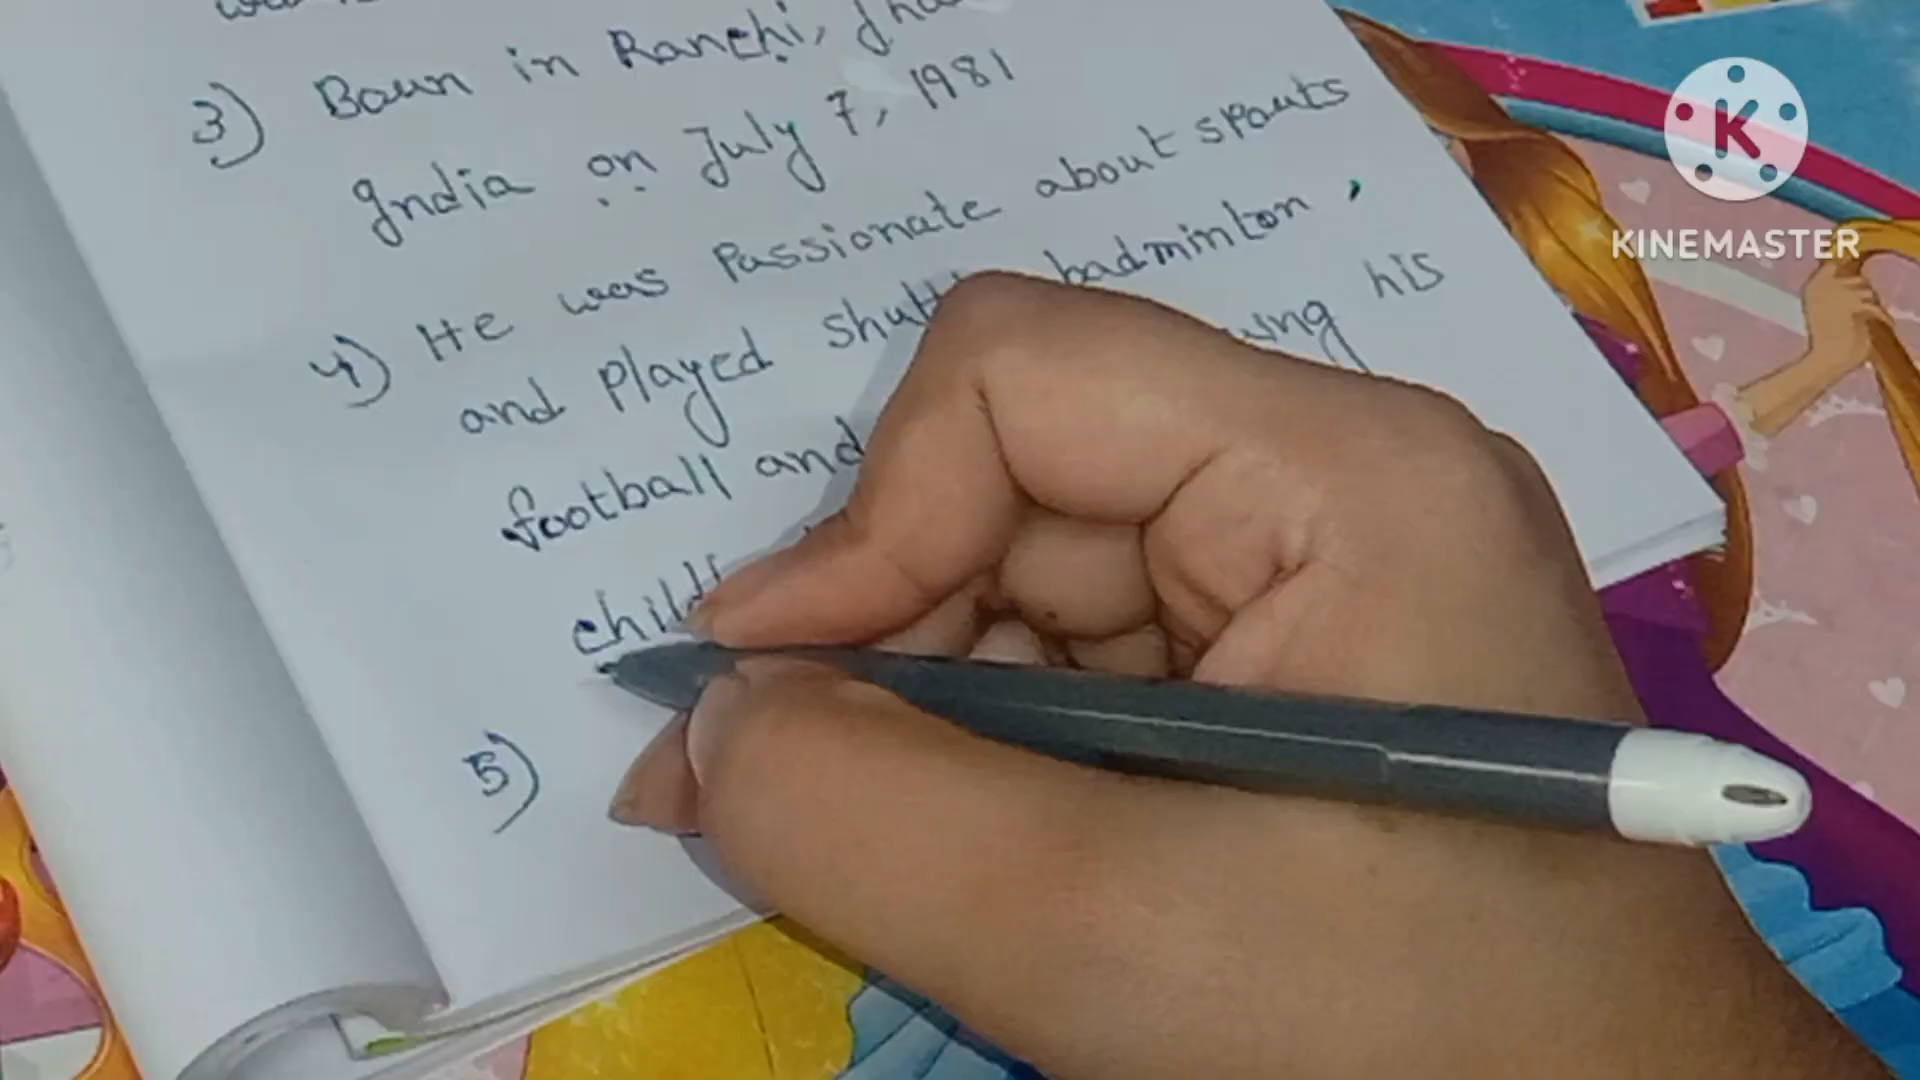 3) Born in Ranchi,
India on July 7, 1981
4) He was Passionate about sports
and played badminton,
football and his
5)
KINEMASTER